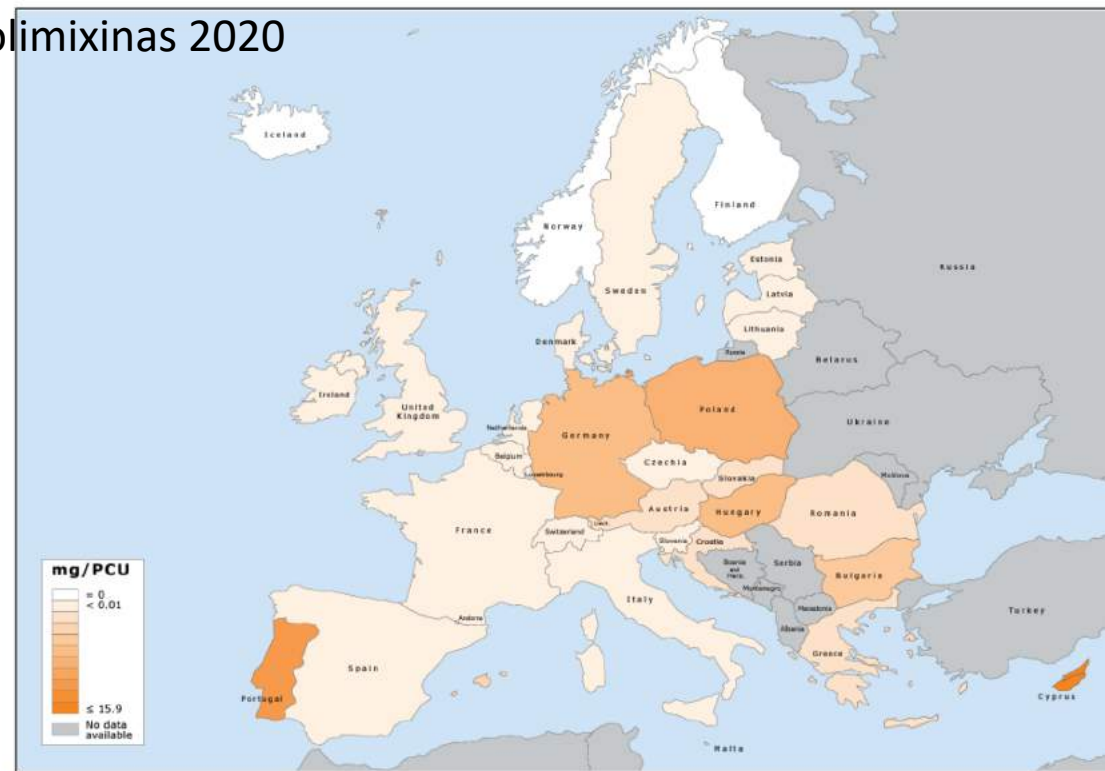 olimixinas 2020
Iceland
Norway
Finland
Sweden
Russia
Estonia
Latvia
Lithuania
Denmark
Russia
Belarus
Ireland
United
Kingdom
Netherlands
Poland
Ukraine
Germany
Belgium
Luxembourg
Czechia
Slovakia
Moldova
Austria
Hungary
Romania
France
Switzerland
Liech.
Slovenia
Croatia
Bosnia
and
Herz.
Serbia
Bulgaria
Montenegro
Italy
Macedonia
Turkey
Andorra
Albania
Greece
Spain
Portugal
Cyprus
Malta
mg/PCU
= 0
< 0.01
≤ 15.9
No data
available